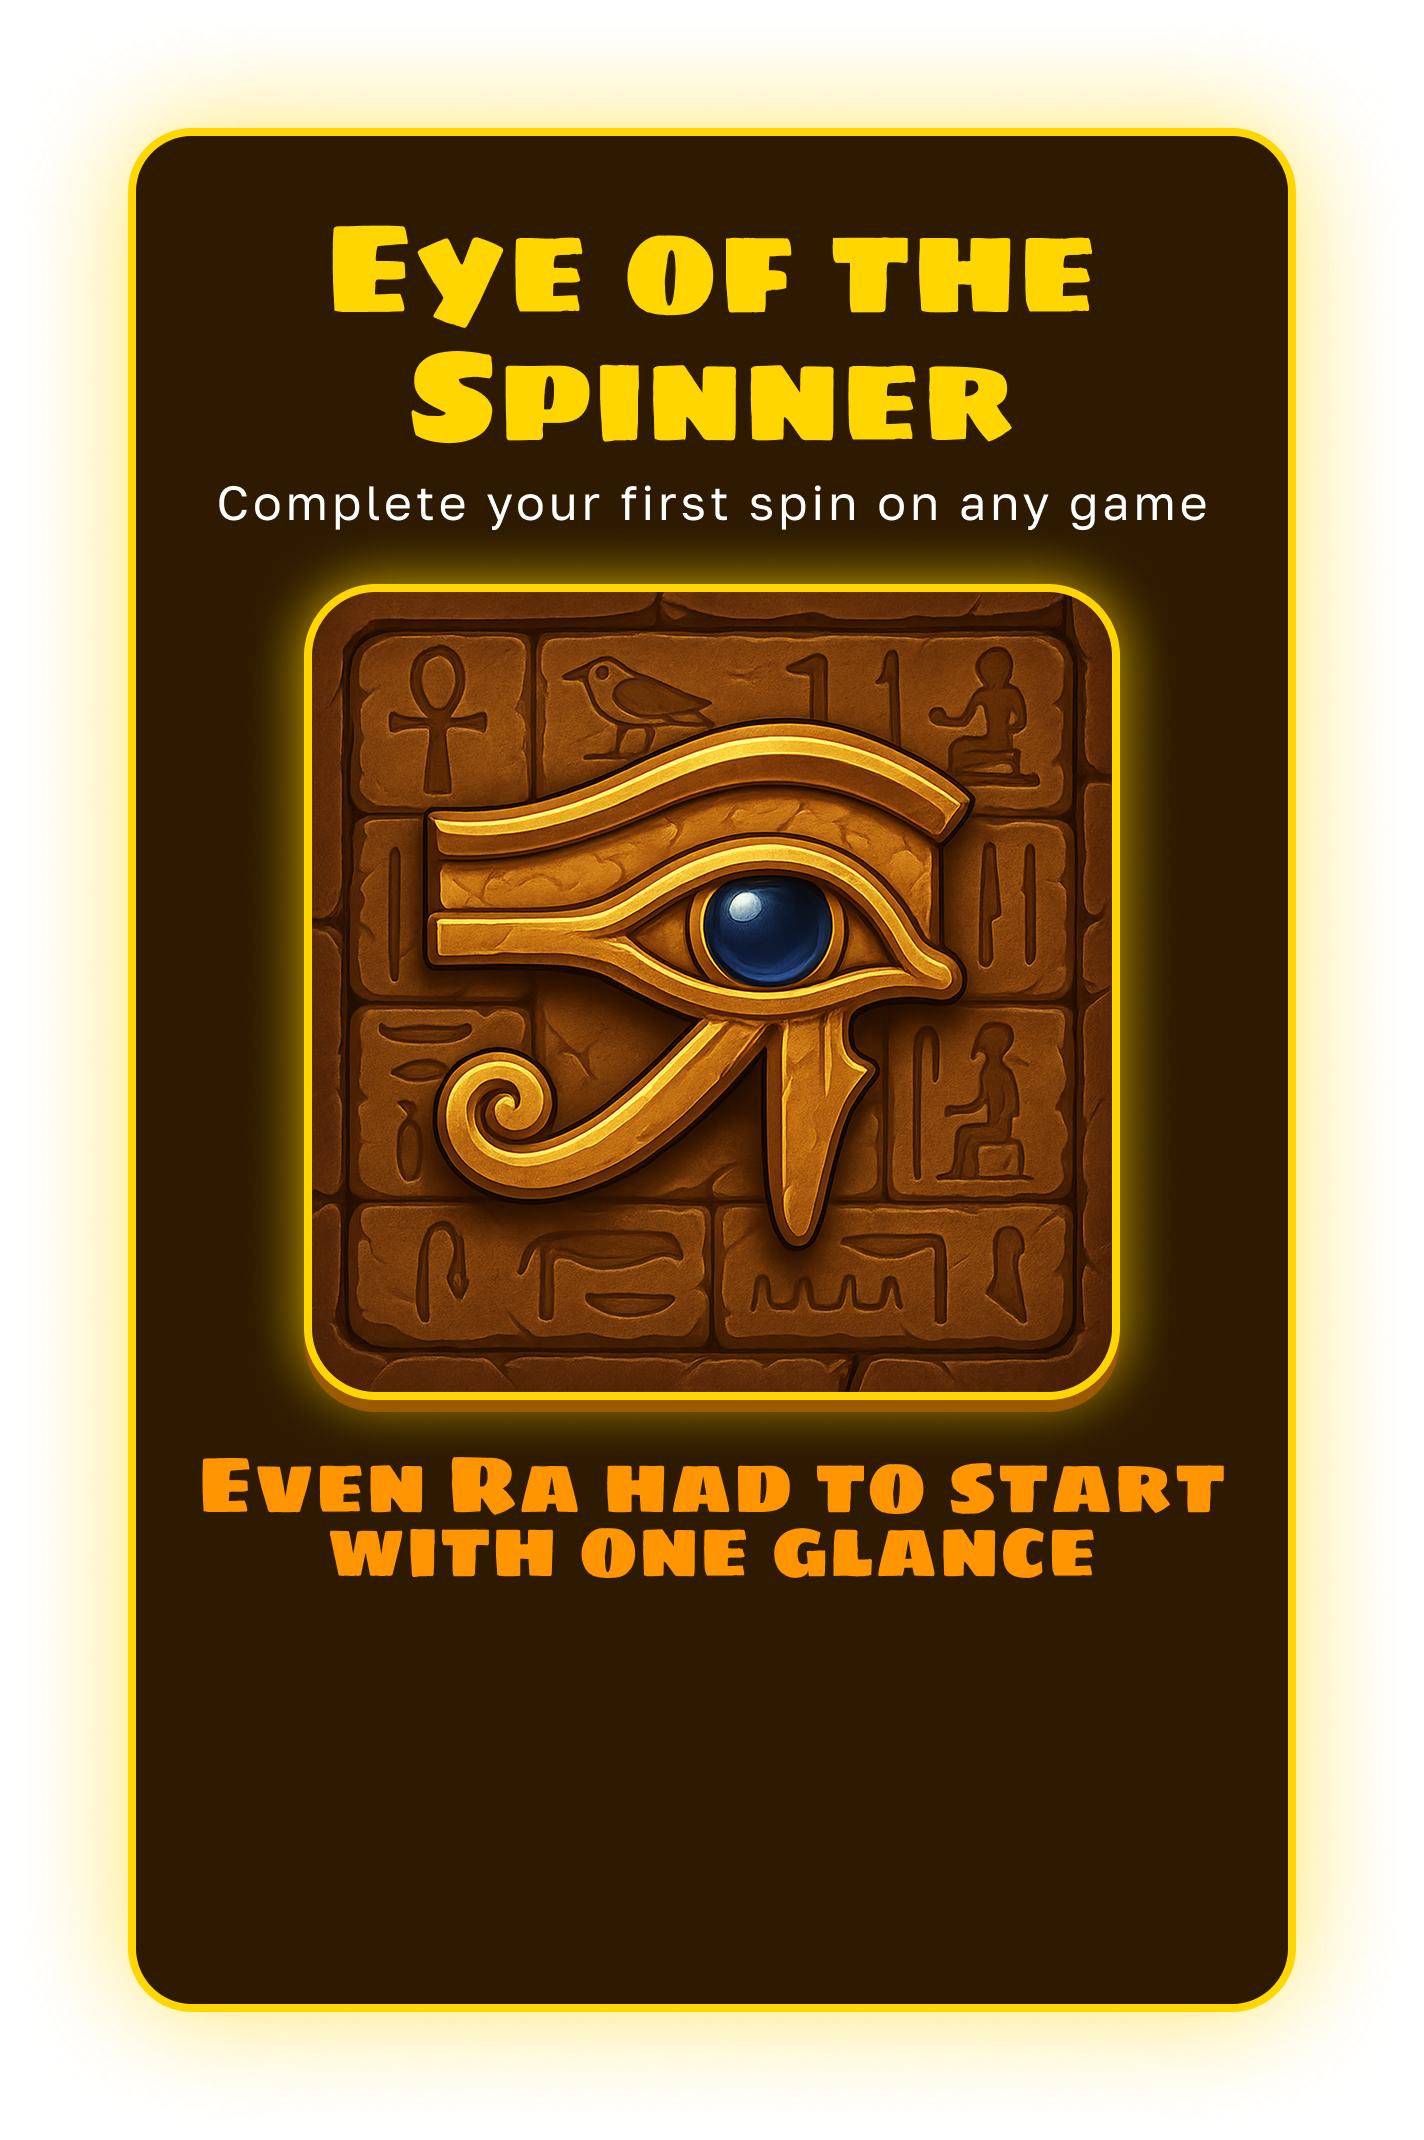 Eye of the
Spinner
Complete your first spin on any game
Even Ra had to start
with one glance